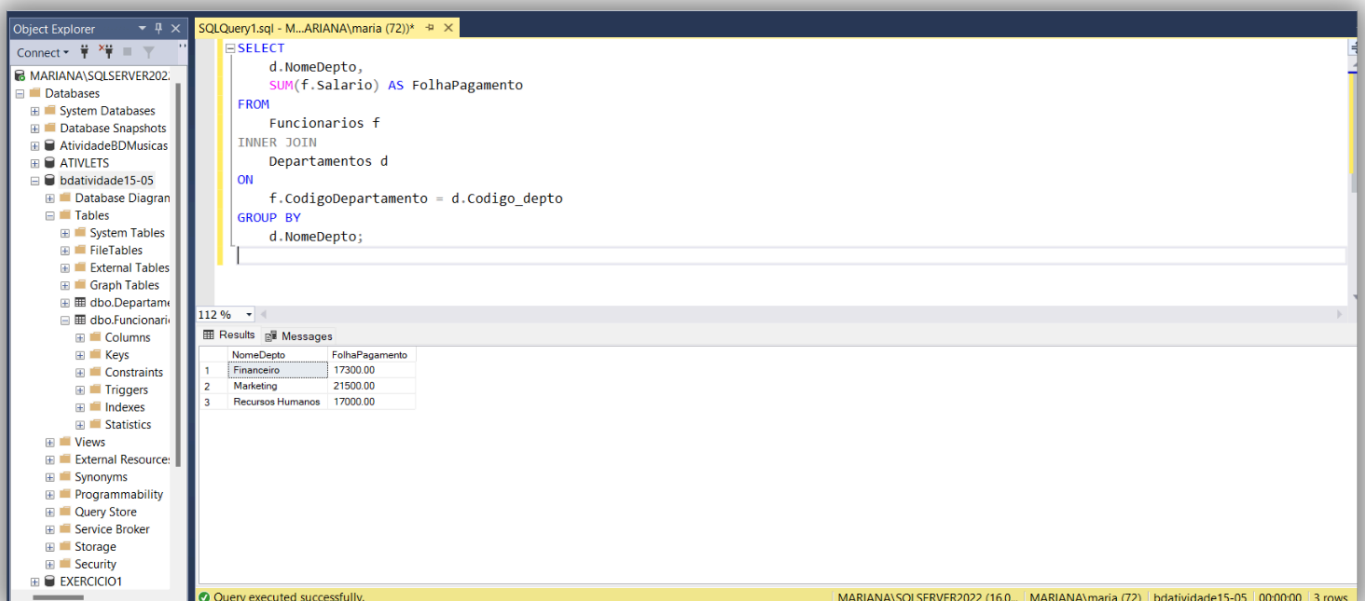 Object Explorer
Connect
MARIANA\SQLSERVER202
Databases
System Databases
Database Snapshots
AtividadeBDMusicas
ATIVLETS
bdatividade15-05
Database Diagran
Tables
System Tables
FileTables
External Tables
Graph Tables
dbo.Departame
dbo.Funcionari
Columns
Keys
Constraints
Triggers
Indexes
Statistics
Views
External Resource
Synonyms
Programmability
Query Store
Service Broker
Storage
Security
EXERCICIO1
SQLQuery1.sql - M...ARIANA\maria (72))*
SELECT
d.NomeDepto,
SUM(f.Salario) AS FolhaPagamento
FROM
Funcionarios f
INNER JOIN
Departamentos d
ON
f.CodigoDepartamento = d.Codigo_depto
GROUP BY
d.NomeDepto;
112 %
Results Messages
NomeDepto FolhaPagamento
1 Financeiro 17300.00
2 Marketing 21500.00
3 Recursos Humanos 17000.00
Query executed successfully. MARIANA\SQLSERVER2022 (16.0... MARIANA\maria (72) bdatividade15-05 00:00:00 3 rows